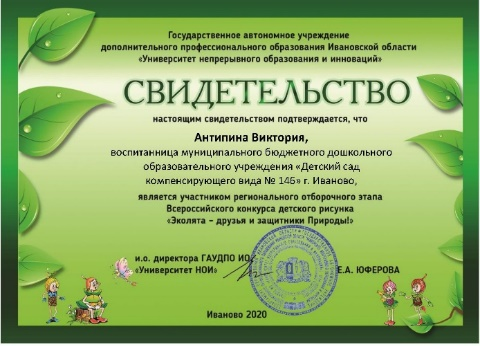 Государственное автономное учреждение
дополнительного профессионального образования Ивановской области
«Университет непрерывного образования и инноваций»
СВИДЕТЕЛЬСТВО
настоящим свидетельством подтверждается, что
Антипина Виктория,
воспитанница муниципального бюджетного дошкольного
образовательного учреждения «Детский сад
компенсирующего вида № 146» г. Иваново,
является участником регионального отборочного этапа
Всероссийского конкурса детского рисунка
«Эколята – друзья и защитники Природы!»
и.о. директора ГАУДПО ИО
«Университет НОИ»
Е.А. ЮФЕРОВА
Иваново 2020